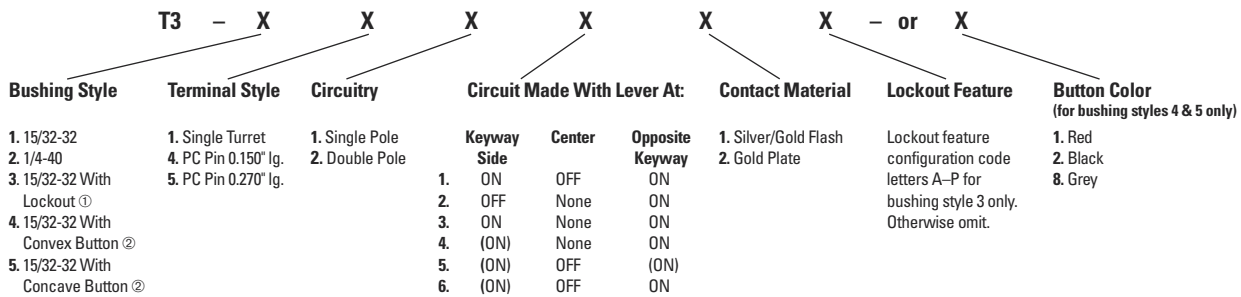 T3 – X X X X X X – or X
Bushing Style
1. 15/32-32
2. 1/4-40
3. 15/32-32 With
Lockout ①
4. 15/32-32 With
Convex Button ②
5. 15/32-32 With
Concave Button ②
Terminal Style
1. Single Turret
4. PC Pin 0.150" lg.
5. PC Pin 0.270" lg.
Circuitry
1. Single Pole
2. Double Pole
Circuit Made With Lever At:
Keyway Center Opposite
Side Keyway
1. ON OFF ON
2. OFF None ON
3. ON None ON
4. (ON) None ON
5. (ON) OFF (ON)
6. (ON) OFF ON
Contact Material
1. Silver/Gold Flash
2. Gold Plate
Lockout Feature
Lockout feature
configuration code
letters A–P for
bushing style 3 only.
Otherwise omit.
Button Color
(for bushing styles 4 & 5 only)
1. Red
2. Black
8. Grey